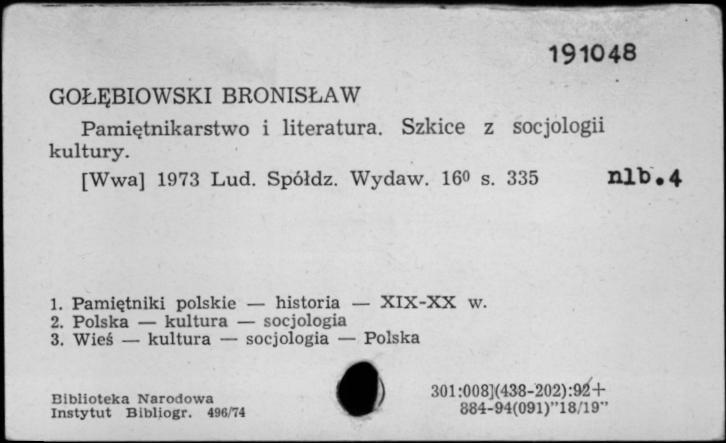 191048
GOŁĘBIOWSKI BRONISŁAW
Pamiętnikarstwo i literatura. Szkice z socjologii
kultury.
[Wwa] 1973 Lud. Spółdz. Wydaw. 16⁰ s. 335 nlb.4
1. Pamiętniki polskie — historia — XIX-XX w.
2. Polska — kultura — socjologia
3. Wieś — kultura — socjologia — Polska
Biblioteka Narodowa
Instytut Bibliogr. 496/74
301:008](438-202):92+
884-94(091)"18/19"